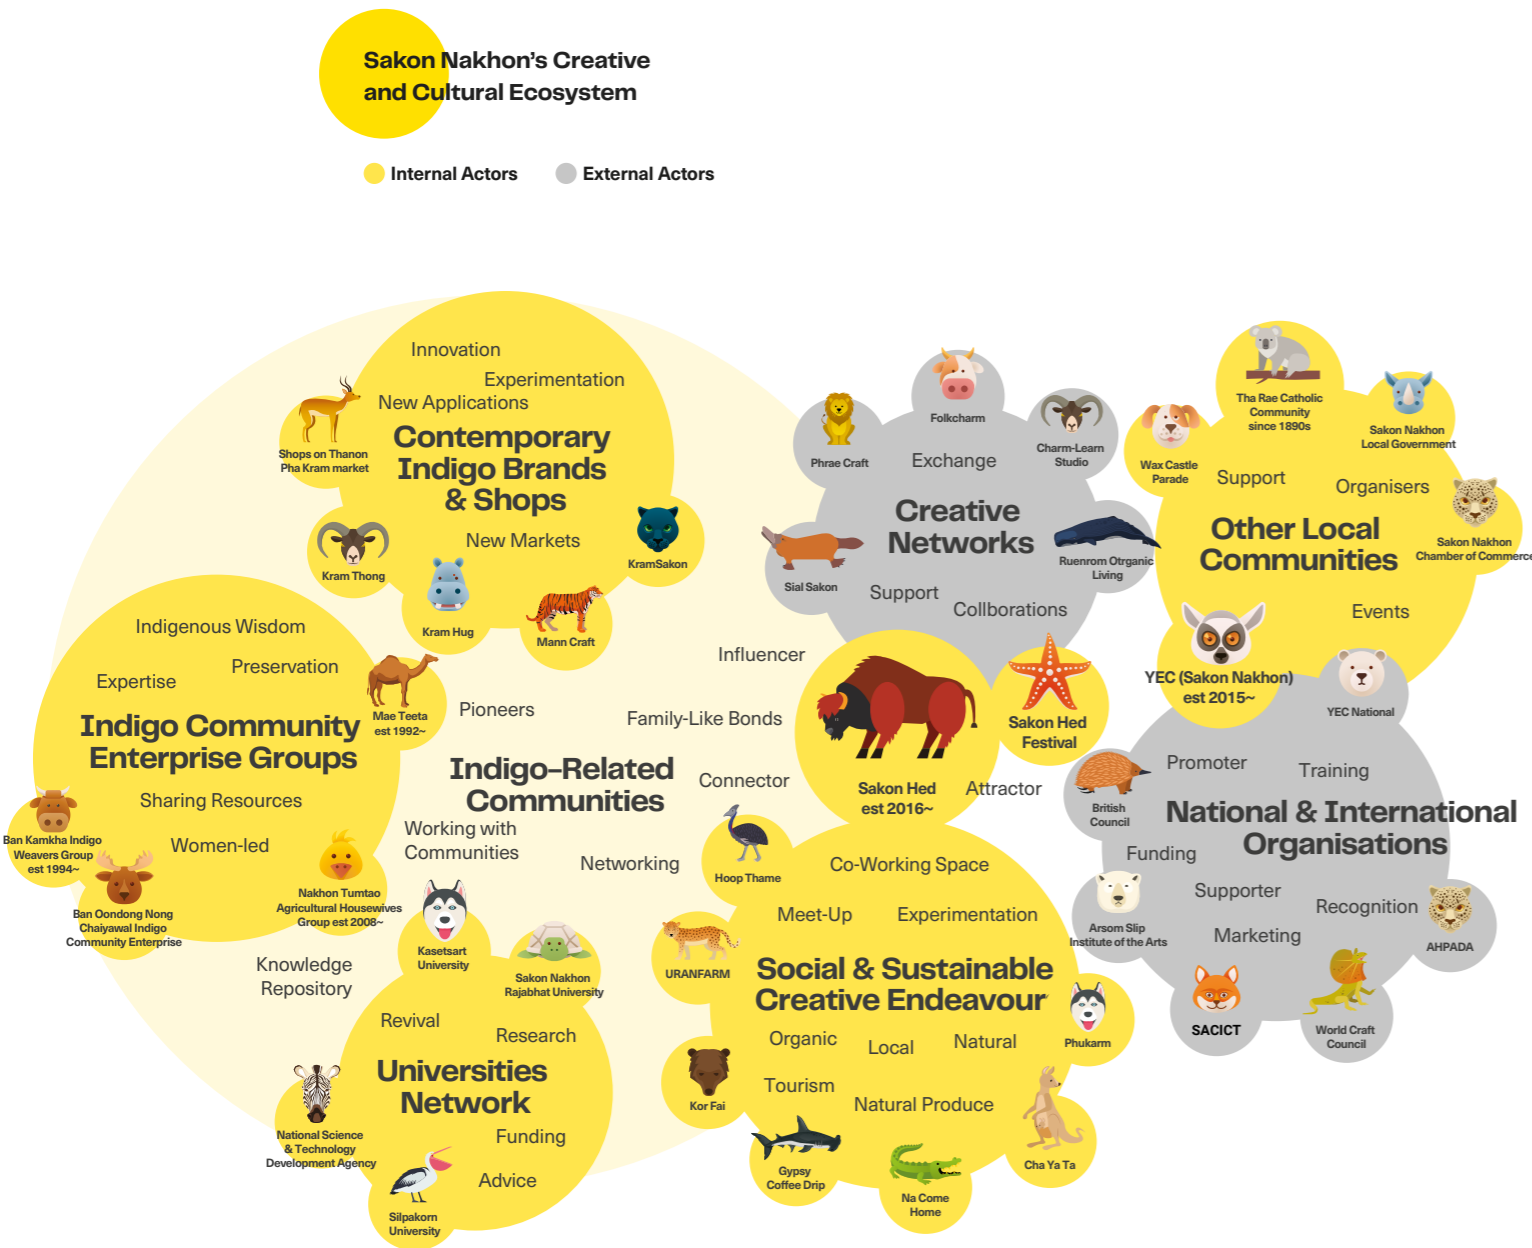 Sakon Nakhon's Creative
and Cultural Ecosystem
Internal Actors
External Actors
Innovation
Experimentation
New Applications
Contemporary
Indigo Brands
& Shops
New Markets
Shops on Thanon
Pha Kram market
Kram Thong
Kram Hug
Mann Craft
KramSakon
Indigenous Wisdom
Preservation
Expertise
Indigo Community
Enterprise Groups
Sharing Resources
Women-led
Mae Teeta
est 1992~
Ban Kamkha Indigo
Weavers Group
est 1994~
Ban Oondong Nong
Chaiyawal Indigo
Community Enterprise
Nakhon Tumtao
Agricultural Housewives
Group est 2008~
Pioneers
Influencer
Family-Like Bonds
Indigo-Related
Communities
Connector
Working with
Communities
Networking
Knowledge
Repository
Kasetsart
University
Sakon Nakhon
Rajabhat University
Revival
Research
Universities
Network
Funding
Advice
National Science
& Technology
Development Agency
Silpakorn
University
Phrae Craft
Folkcharm
Charm-Learn
Studio
Exchange
Creative
Networks
Sial Sakon
Ruenrom Otrganic
Living
Support
Collborations
Sakon Hed
est 2016~
Sakon Hed
Festival
Attractor
Hoop Thame
Co-Working Space
Meet-Up
Experimentation
URANFARM
Social & Sustainable
Creative Endeavour
Organic
Local
Natural
Tourism
Natural Produce
Phukarm
Kor Fai
Gypsy
Coffee Drip
Na Come
Home
Cha Ya Ta
Tha Rae Catholic
Community
since 1890s
Sakon Nakhon
Local Government
Wax Castle
Parade
Support
Organisers
Other Local
Communities
Sakon Nakhon
Chamber of Commerce
Events
YEC (Sakon Nakhon)
est 2015~
YEC National
Promoter
Training
British
Council
National & International
Organisations
Funding
Supporter
Recognition
Marketing
Arsom Slip
Institute of the Arts
AHPADA
SACICT
World Craft
Council